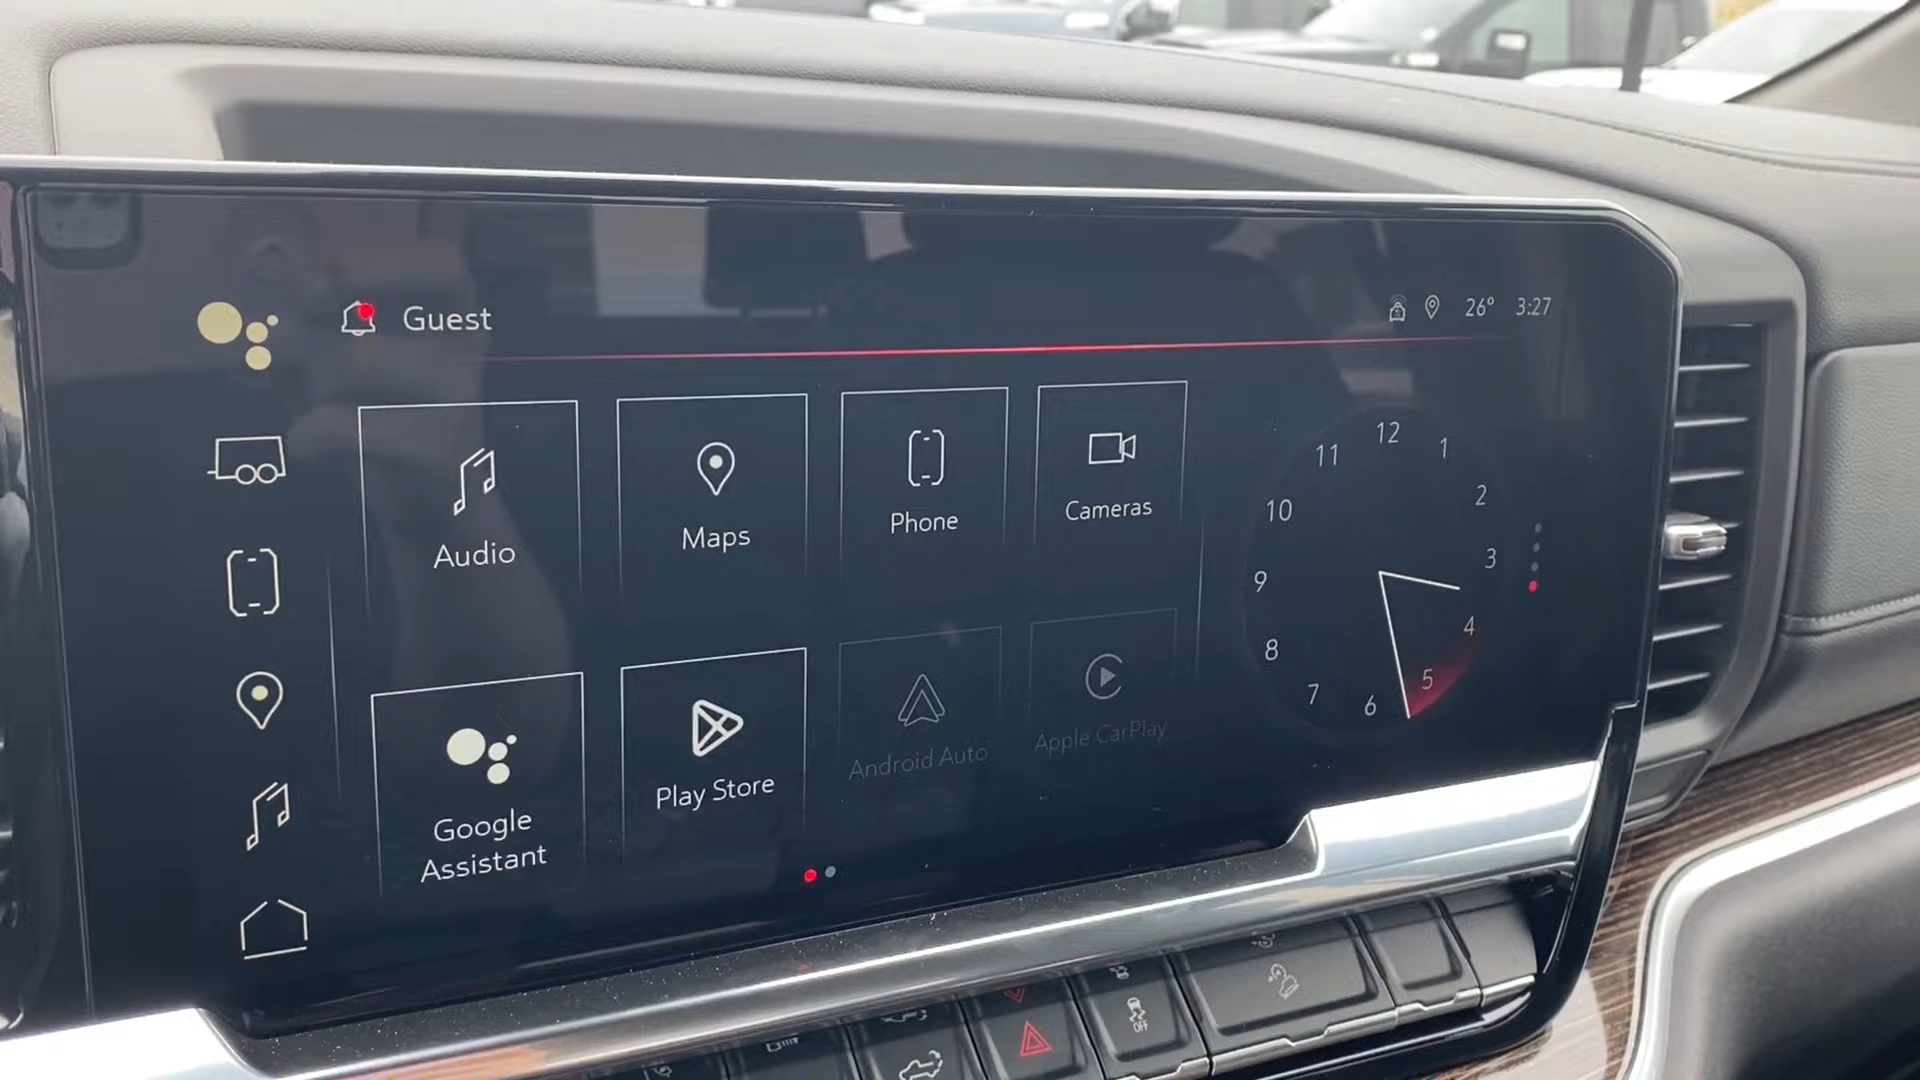 Guest
26° 3:27
Audio
Maps
Phone
Cameras
Google
Assistant
Play Store
Android Auto
Apple CarPlay
12
1
2
3
4
5
6
7
8
9
10
11
OFF